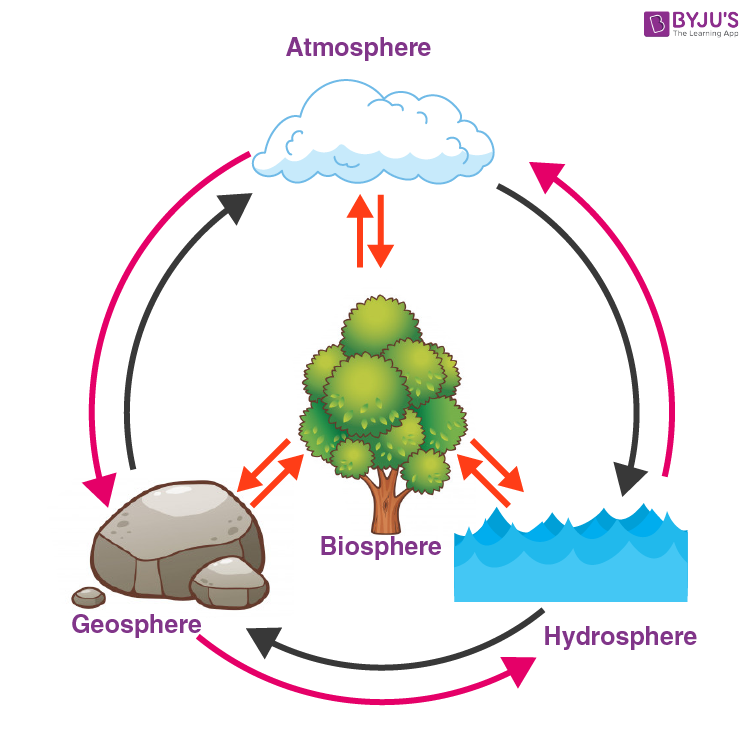 BYJU'S
The Learning App
Atmosphere
Biosphere
Geosphere
Hydrosphere